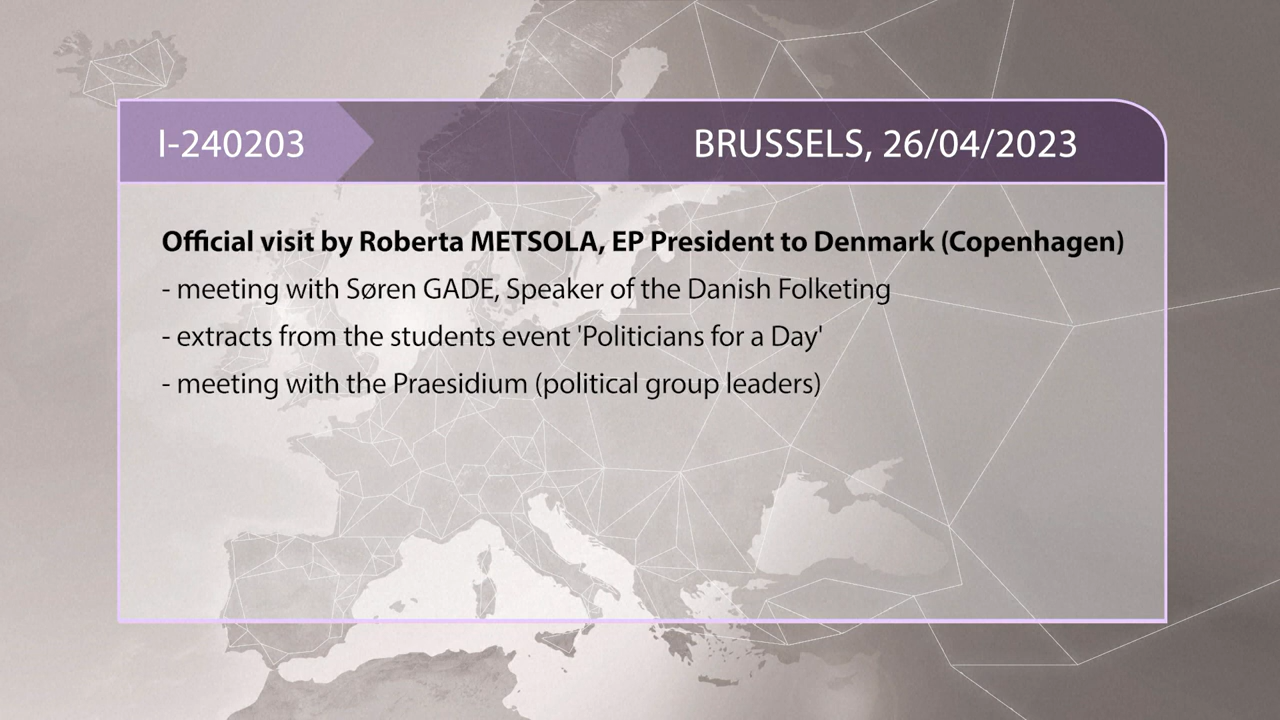 I-240203
BRUSSELS, 26/04/2023
Official visit by Roberta METSOLA, EP President to Denmark (Copenhagen)
- meeting with Søren GADE, Speaker of the Danish Folketing
- extracts from the students event 'Politicians for a Day'
- meeting with the Praesidium (political group leaders)